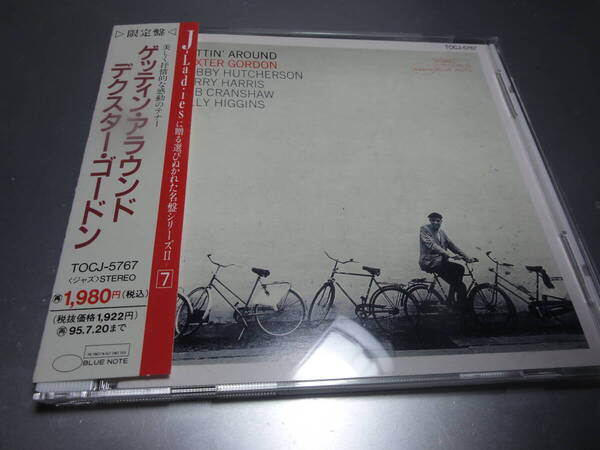 ▷限定盤◁
美しく抒情的な感動のテナー
ゲッティン・アラウンド
デクスター・ゴードン
J.Ladiesに贈る選びぬかれた名盤シリーズII-7
TOCJ-5767
〈ジャズ〉STEREO
1,980円(税込)
(税抜価格1,922円)
95.7.20まで
BLUE NOTE
TTIN' AROUND
XTER GORDON
BBY HUTCHERSON
RRY HARRIS
B CRANSHAW
LY HIGGINS
TOCJ-5767